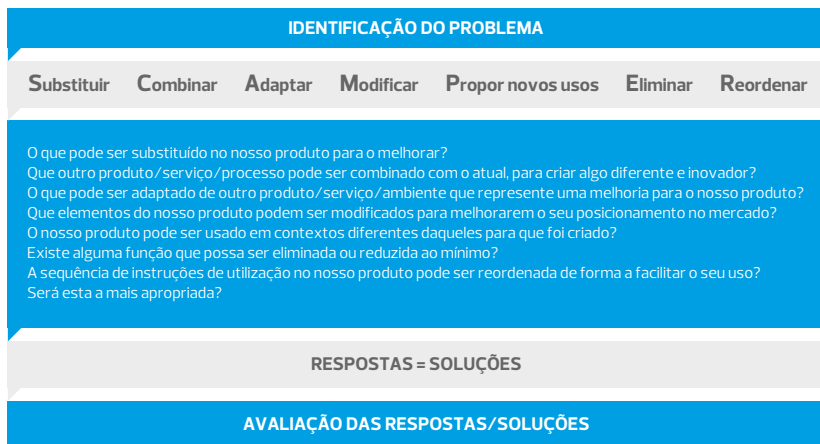 IDENTIFICAÇÃO DO PROBLEMA
Substituir Combinar Adaptar Modificar Propor novos usos Eliminar Reordenar
O que pode ser substituído no nosso produto para o melhorar?
Que outro produto/serviço/processo pode ser combinado com o atual, para criar algo diferente e inovador?
O que pode ser adaptado de outro produto/serviço/ambiente que represente uma melhoria para o nosso produto?
Que elementos do nosso produto podem ser modificados para melhorarem o seu posicionamento no mercado?
O nosso produto pode ser usado em contextos diferentes daqueles para que foi criado?
Existe alguma função que possa ser eliminada ou reduzida ao mínimo?
A sequência de instruções de utilização no nosso produto pode ser reordenada de forma a facilitar o seu uso?
Será esta a mais apropriada?
RESPOSTAS = SOLUÇÕES
AVALIAÇÃO DAS RESPOSTAS/SOLUÇÕES